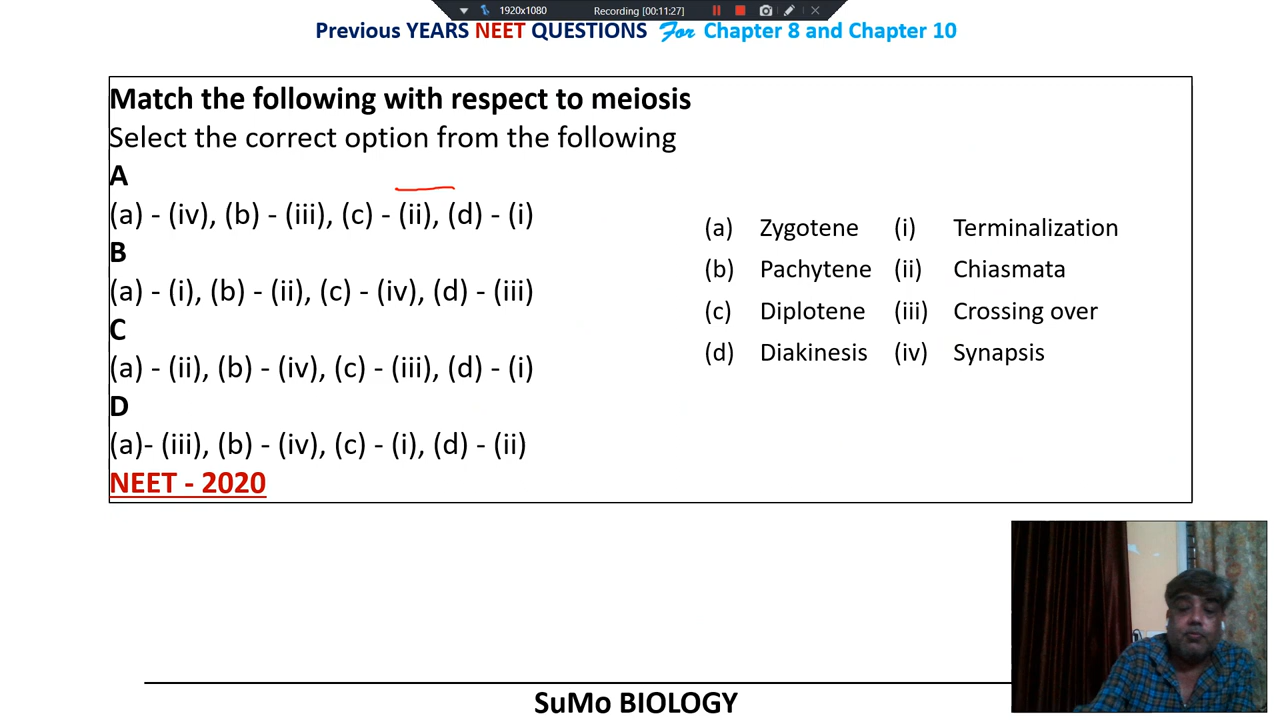 1920x1080 Recording [00:11:27]
Previous YEARS NEET QUESTIONS For Chapter 8 and Chapter 10
Match the following with respect to meiosis
Select the correct option from the following
A
(a) - (iv), (b) - (iii), (c) - (ii), (d) - (i)
B
(a) - (i), (b) - (ii), (c) - (iv), (d) - (iii)
C
(a) - (ii), (b) - (iv), (c) - (iii), (d) - (i)
D
(a)- (iii), (b) - (iv), (c) - (i), (d) - (ii)
NEET - 2020
(a) Zygotene (i) Terminalization
(b) Pachytene (ii) Chiasmata
(c) Diplotene (iii) Crossing over
(d) Diakinesis (iv) Synapsis
SuMo BIOLOGY